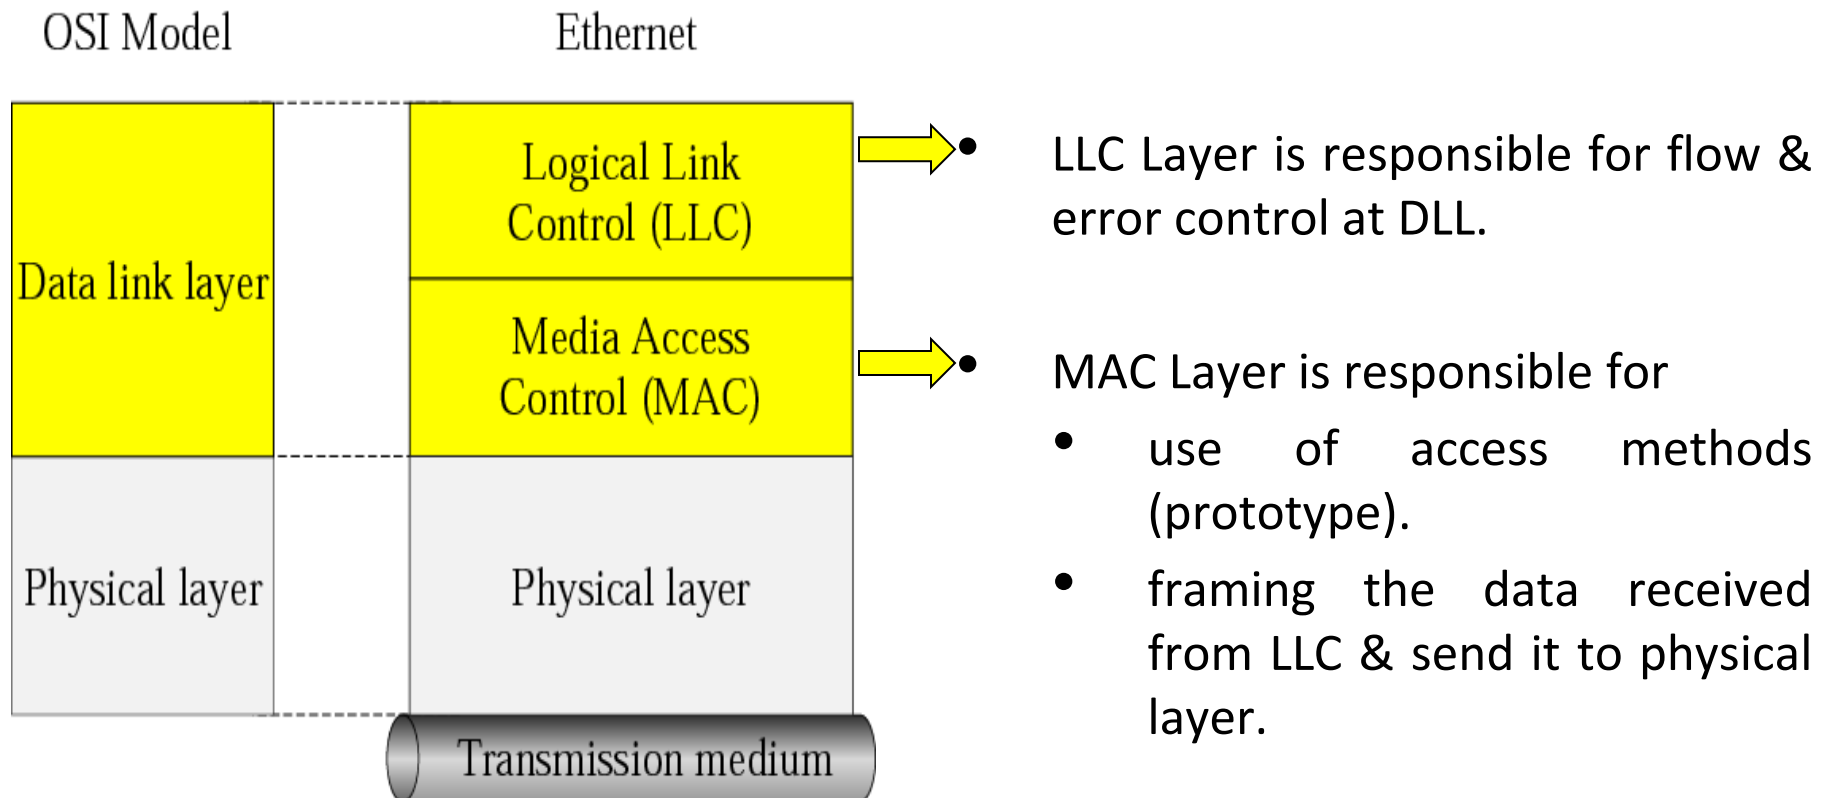 OSI Model
Ethernet
Data link layer
Physical layer
Logical Link
Control (LLC)
Media Access
Control (MAC)
Physical layer
Transmission medium
• LLC Layer is responsible for flow &
error control at DLL.
• MAC Layer is responsible for
• use of access methods
(prototype).
• framing the data received
from LLC & send it to physical
layer.